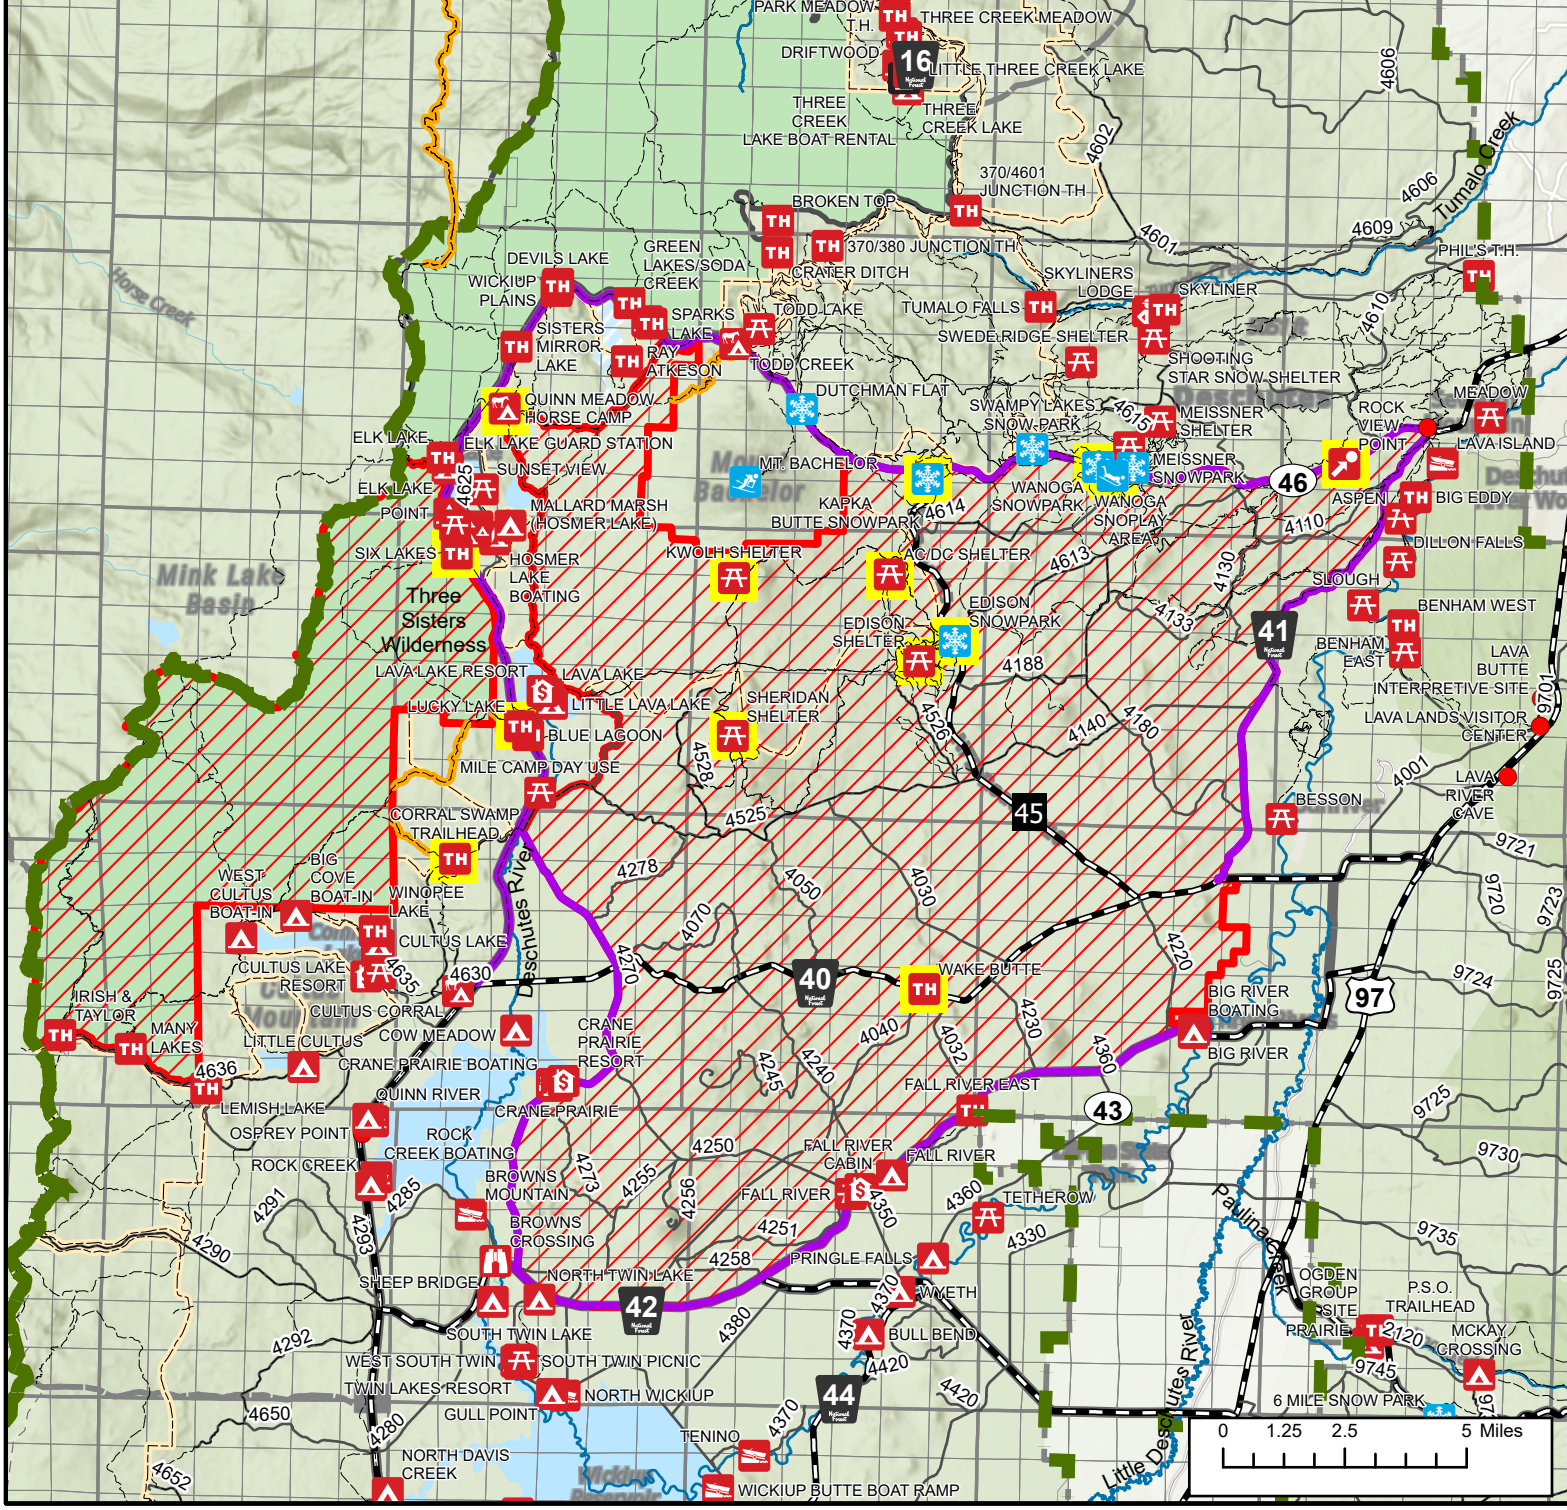 PARK MEADOW
T.H.
THREE CREEK MEADOW
DRIFTWOOD
16
National
Forest
LITTLE THREE CREEK LAKE
THREE
CREEK
LAKE BOAT RENTAL
THREE
CREEK LAKE
4606
4602
Tumalo Creek
370/4601
JUNCTION TH
BROKEN TOP
370/380 JUNCTION TH
CRATER DITCH
4601
4606
4609
PHIL'S T.H.
Horse Creek
DEVILS LAKE
WICKIUP
PLAINS
GREEN
LAKES/SODA
CREEK
SKYLINERS
LODGE
SKYLINER
TUMALO FALLS
4610
SISTERS
MIRROR
LAKE
SPARKS
LAKE
RAY
ATKESON
TODD LAKE
TODD CREEK
SWEDE RIDGE SHELTER
SHOOTING
STAR SNOW SHELTER
QUINN MEADOW
HORSE CAMP
DUTCHMAN FLAT
SWAMPY LAKES
SNOW PARK
4615
MEISSNER
SHELTER
ROCK
VIEW
POINT
MEADOW
LAVA ISLAND
ELK LAKE
ELK LAKE GUARD STATION
SUNSET VIEW
MT. BACHELOR
Bachelor
MEISSNER
SNOWPARK
46
4625
ELK LAKE
POINT
MALLARD MARSH
(HOSMER LAKE)
KAPKA
BUTTE SNOWPARK
4614
WANOGA
SNOWPARK
WANOGA
SNOPLAY
AREA
ASPEN
BIG EDDY
4110
SIX LAKES
HOSMER
LAKE
BOATING
KWOLH SHELTER
AC/DC SHELTER
4613
4130
DILLON FALLS
SLOUGH
Mink Lake
Basin
Three
Sisters
Wilderness
EDISON
SHELTER
EDISON
SNOWPARK
4133
41
National
Forest
BENHAM WEST
BENHAM
EAST
LAVA
BUTTE
INTERPRETIVE SITE
LAVA LAKE RESORT
LAVA LAKE
4188
9701
LUCKY LAKE
LITTLE LAVA LAKE
SHERIDAN
SHELTER
BLUE LAGOON
4526
4140
4180
LAVA LANDS VISITOR
CENTER
MILE CAMP DAY USE
4528
4001
LAVA
RIVER
CAVE
CORRAL SWAMP
TRAILHEAD
4525
45
BESSON
9721
Deschutes River
WEST
CULTUS
BOAT-IN
BIG
COVE
BOAT-IN
WINOPEE
LAKE
4278
4050
4030
9720
9723
CULTUS LAKE
4070
4270
4220
CULTUS LAKE
RESORT
4635
4630
40
National
Forest
WAKE BUTTE
9724
9725
IRISH &
TAYLOR
CULTUS CORRAL
BIG RIVER
BOATING
97
MANY
LAKES
LITTLE CULTUS
COW MEADOW
CRANE
PRAIRIE
RESORT
4040
4032
4230
BIG RIVER
4636
CRANE PRAIRIE BOATING
4245
4240
4360
FALL RIVER EAST
43
9725
LEMISH LAKE
QUINN RIVER
CRANE PRAIRIE
OSPREY POINT
ROCK
CREEK BOATING
4250
FALL RIVER
CABIN
FALL RIVER
9730
ROCK CREEK
BROWNS
MOUNTAIN
4273
4255
4256
FALL RIVER
4350
4360
TETHEROW
Paulina Creek
4291
4285
4293
BROWNS
CROSSING
4251
4330
9735
4290
4258
PRINGLE FALLS
SHEEP BRIDGE
NORTH TWIN LAKE
42
National
Forest
4370
WYETH
OGDEN
GROUP
SITE
P.S.O.
TRAILHEAD
4292
SOUTH TWIN LAKE
4380
4370
BULL BEND
PRAIRIE
2120
MCKAY
CROSSING
WEST SOUTH TWIN
SOUTH TWIN PICNIC
4420
9745
TWIN LAKES RESORT
NORTH WICKIUP
44
National
Forest
4420
Little Deschutes River
6 MILE SNOW PARK
4650
GULL POINT
4280
4370
0 1.25 2.5 5 Miles
TENINO
NORTH DAVIS
CREEK
4652
Wickiup
Reservoir
WICKIUP BUTTE BOAT RAMP